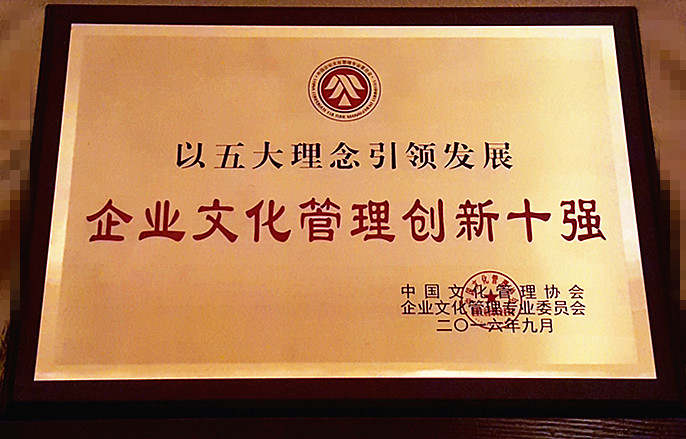 以五大理念引领发展
企业文化管理创新十强
中国文化管理协会
企业文化管理专业委员会
二〇一六年九月